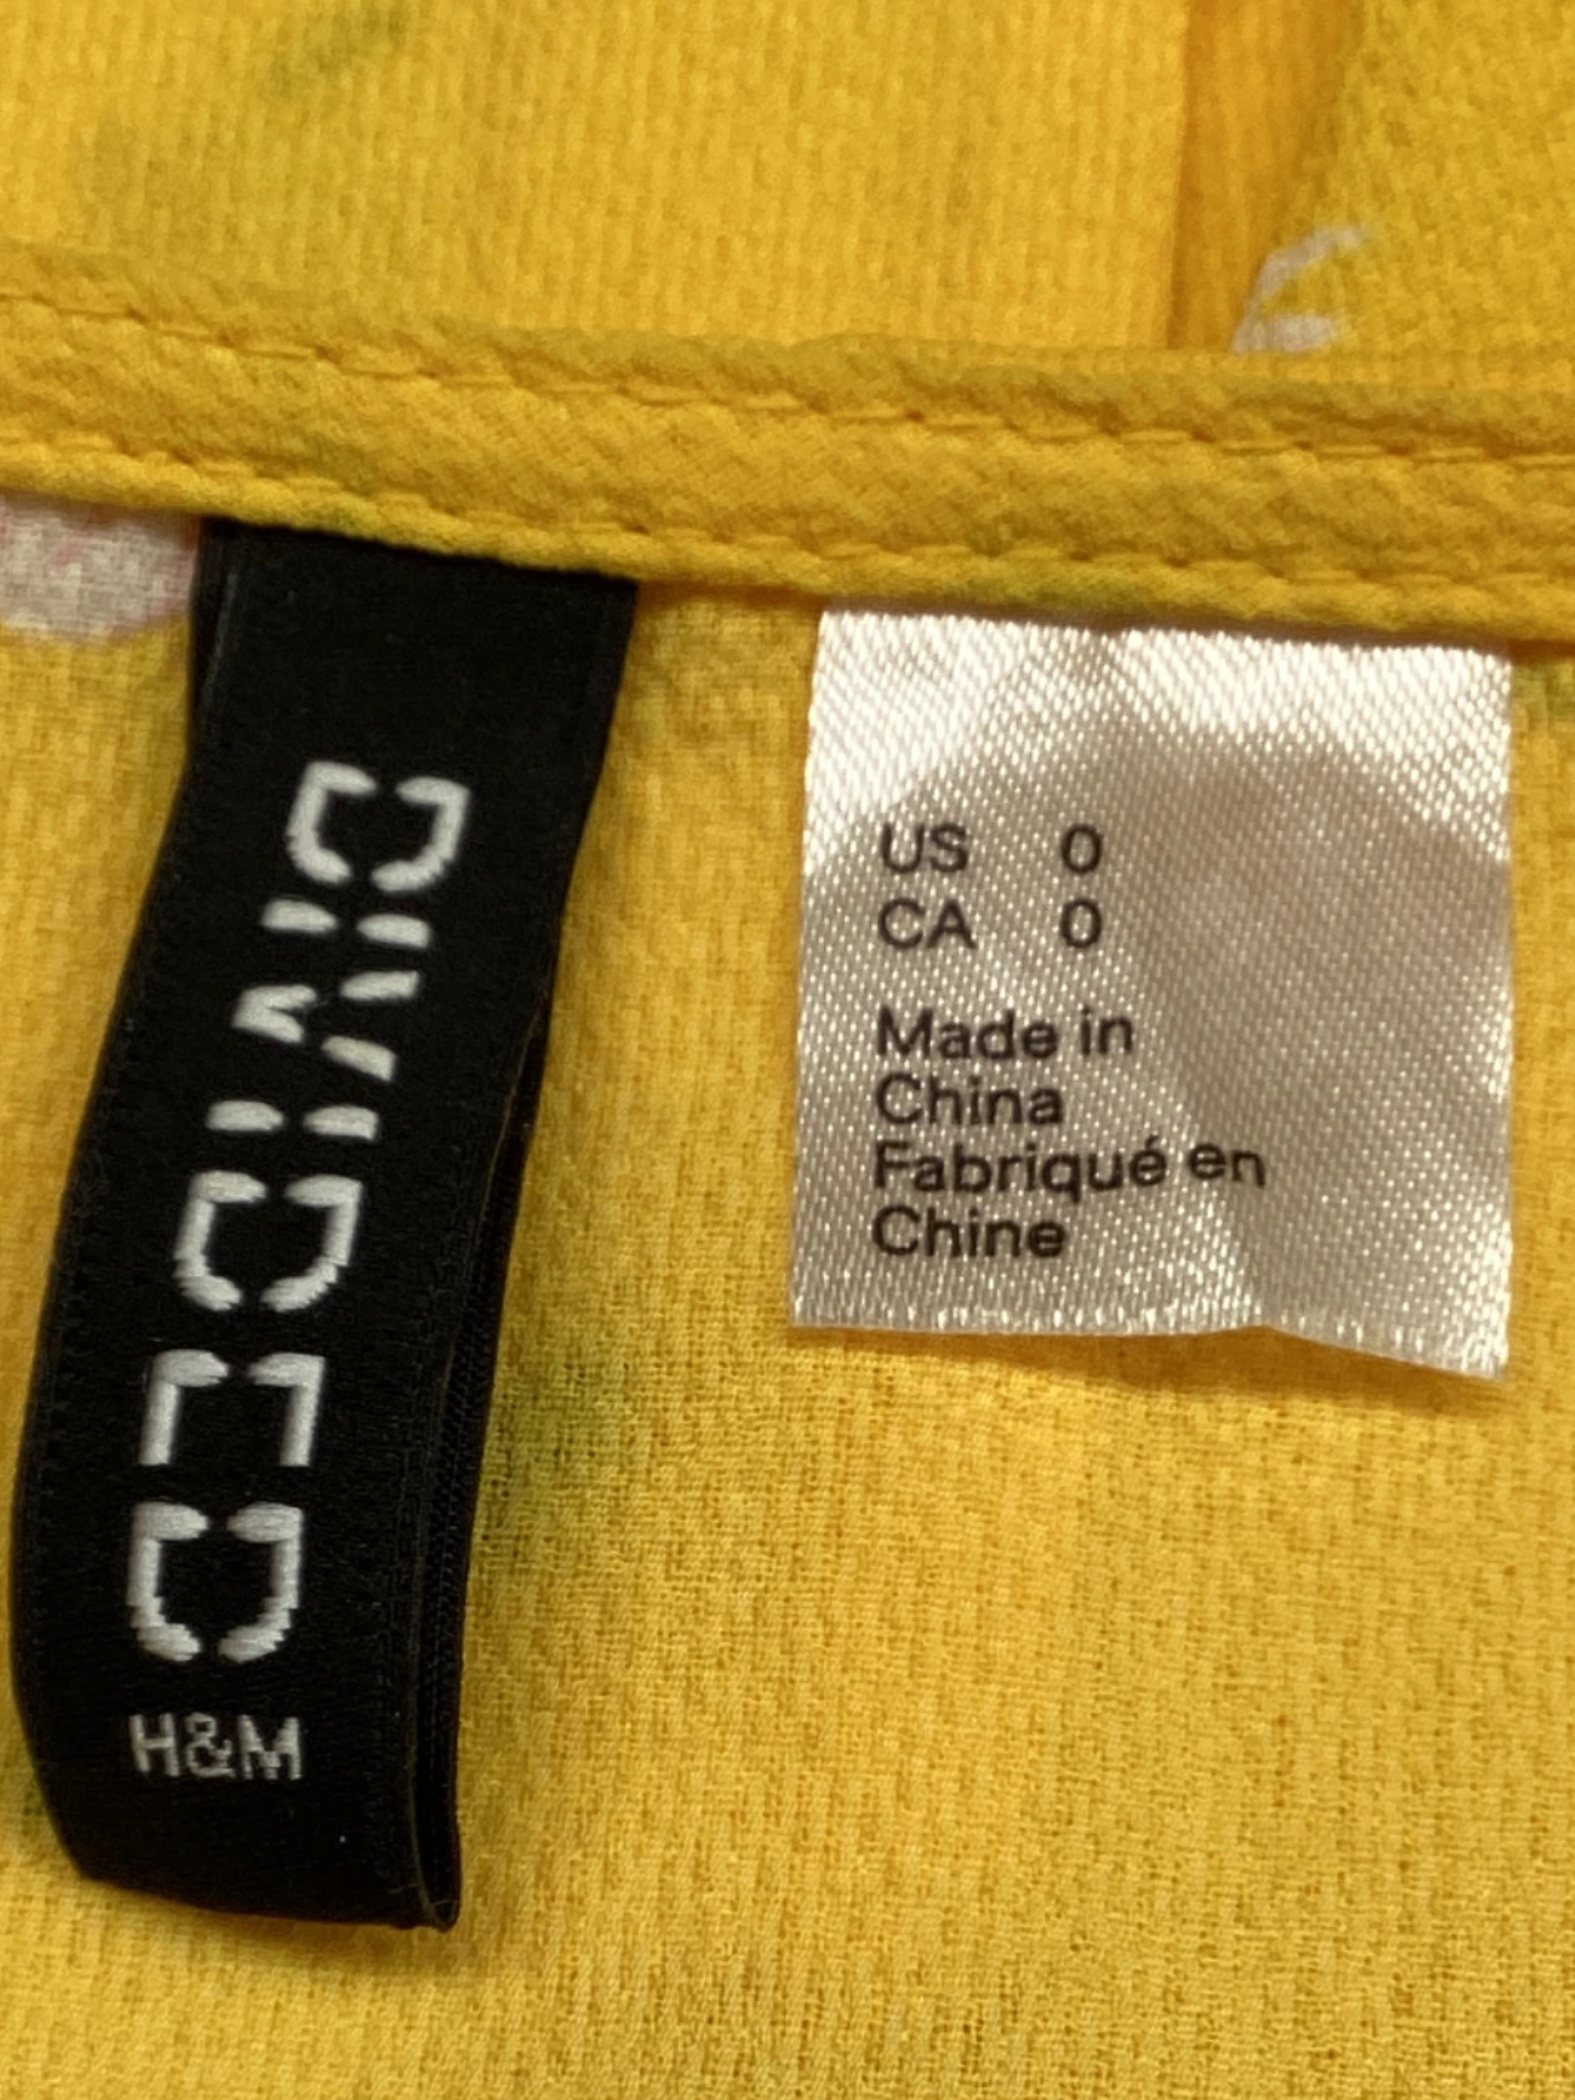 DIVIDED
H&M
US 0
CA 0
Made in
China
Fabriqué en
Chine